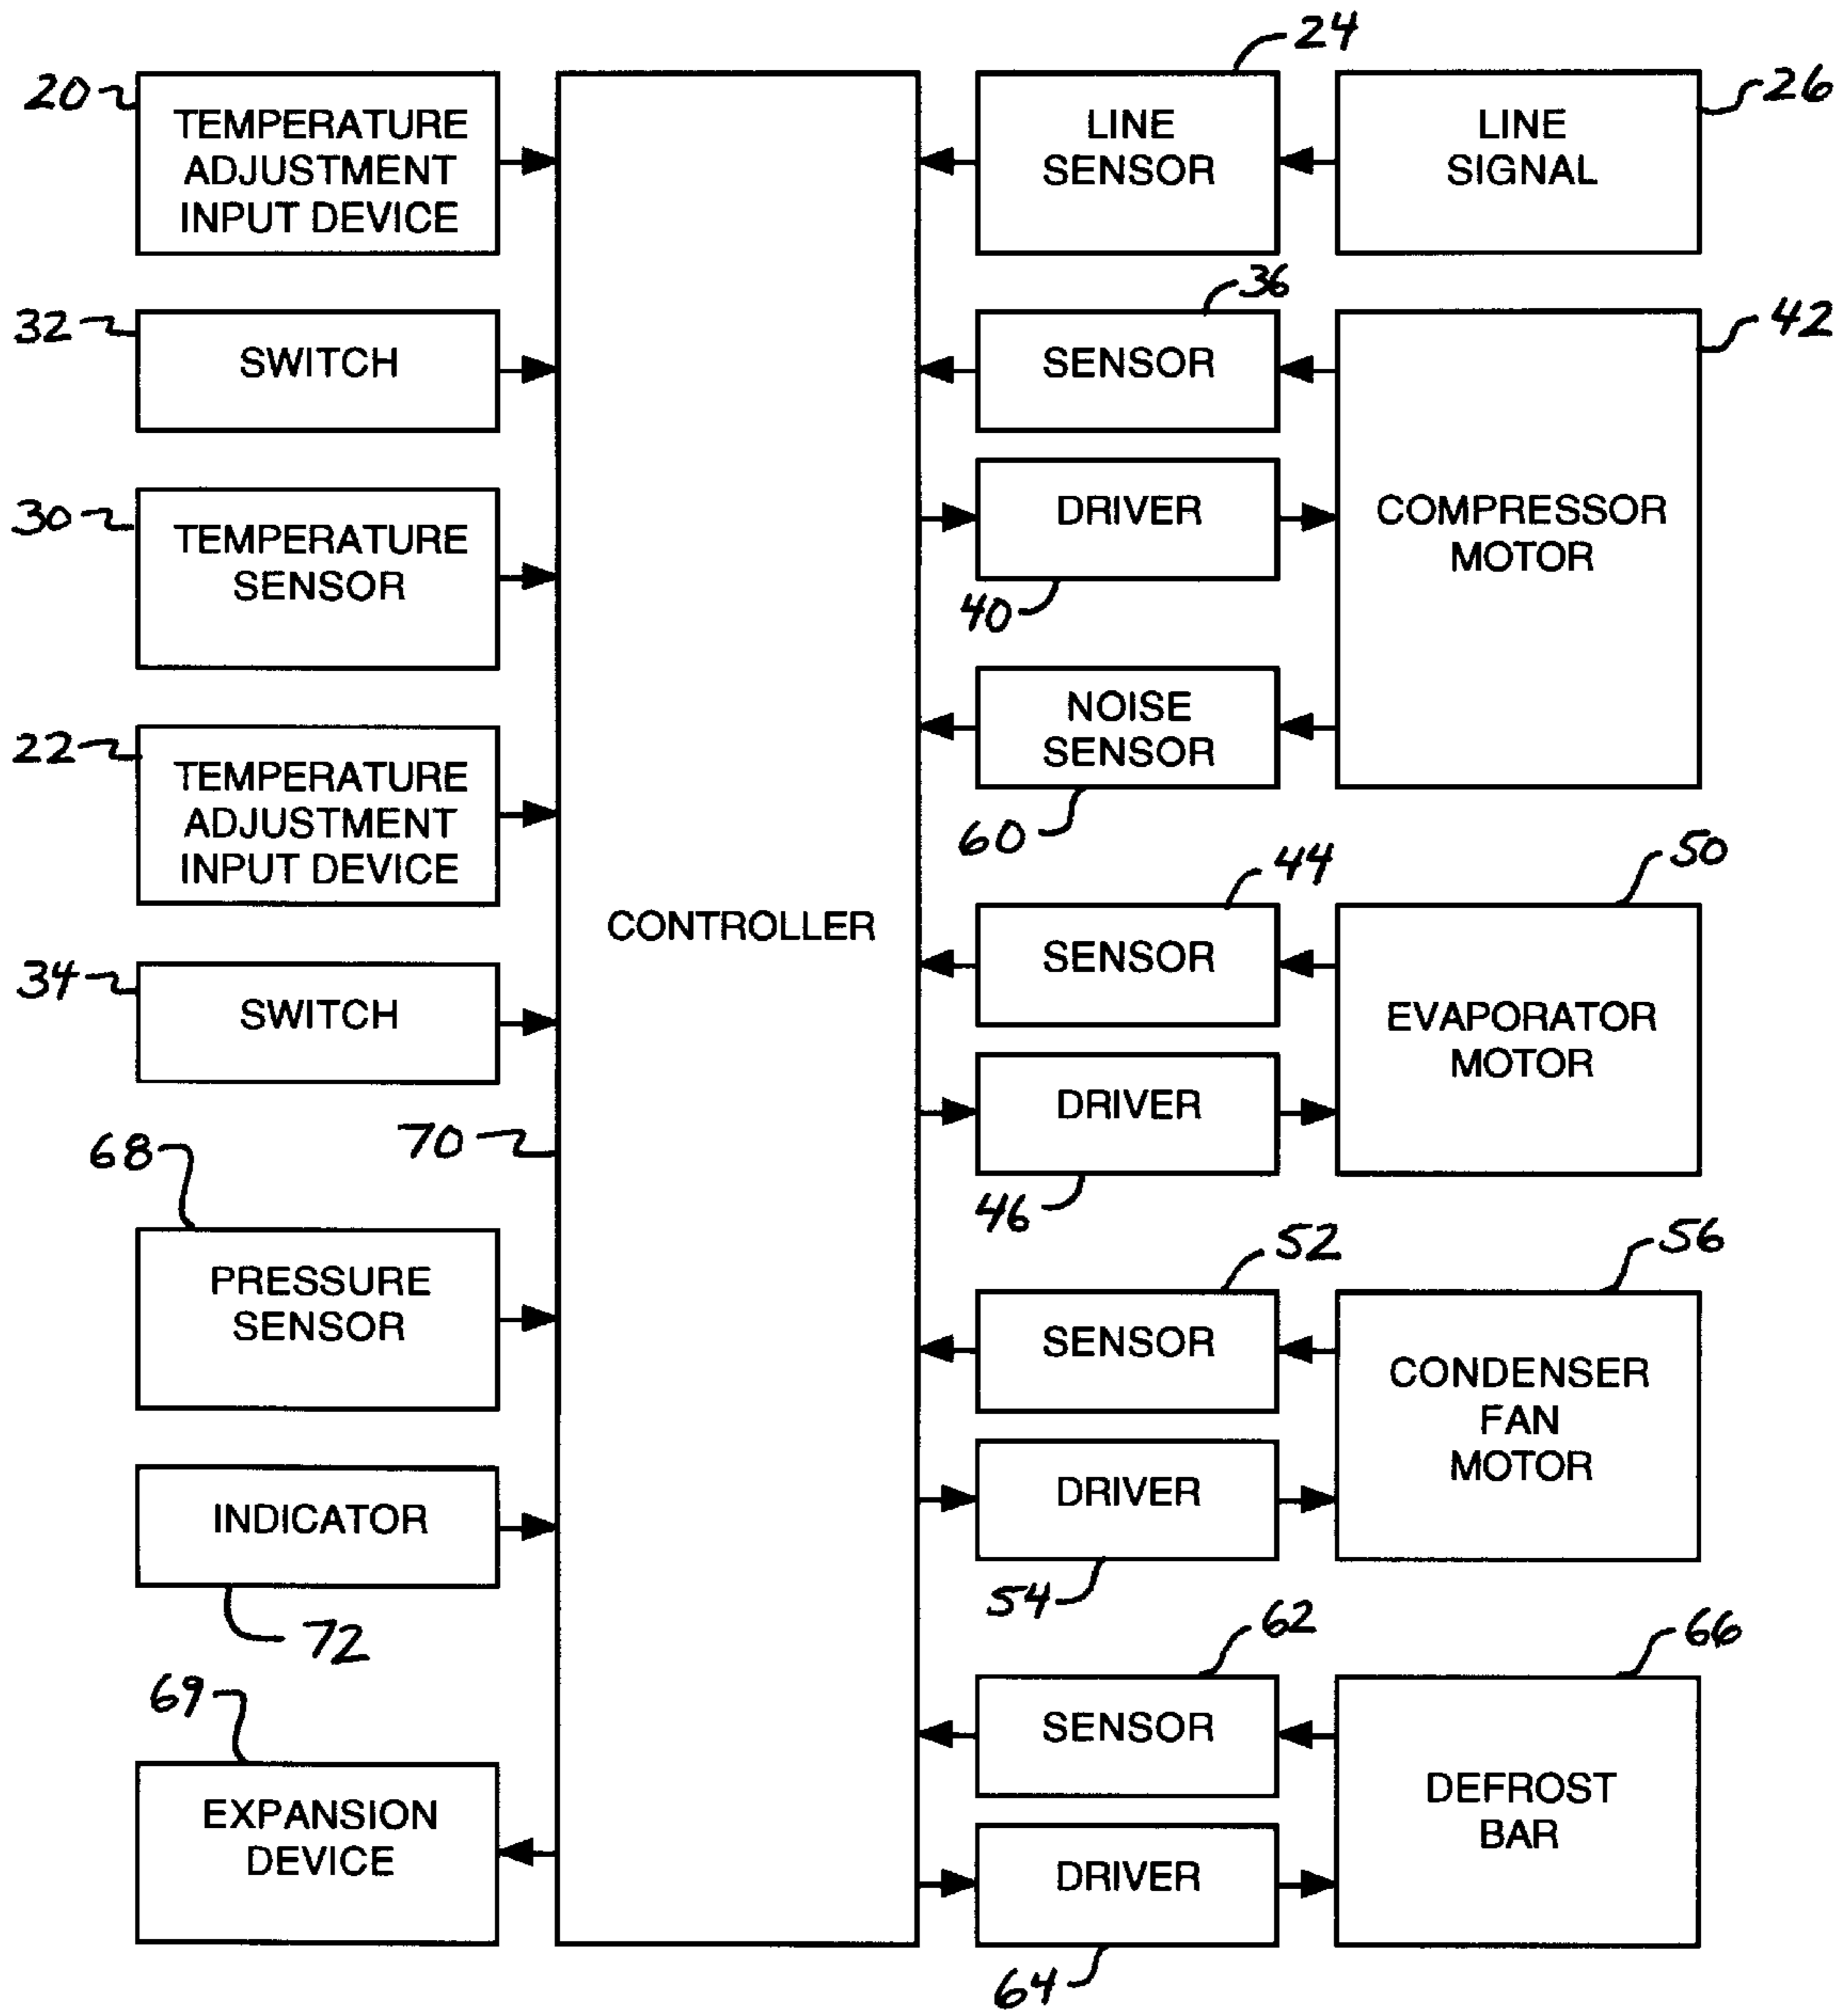 24
20
TEMPERATURE
ADJUSTMENT
INPUT DEVICE
LINE
SENSOR
LINE
SIGNAL
26
32
SWITCH
36
SENSOR
42
30
TEMPERATURE
SENSOR
DRIVER
40
COMPRESSOR
MOTOR
22
TEMPERATURE
ADJUSTMENT
INPUT DEVICE
NOISE
SENSOR
60
CONTROLLER
44
SENSOR
50
34
SWITCH
EVAPORATOR
MOTOR
70
DRIVER
46
68
PRESSURE
SENSOR
52
SENSOR
56
CONDENSER
FAN
MOTOR
INDICATOR
72
DRIVER
54
62
66
69
EXPANSION
DEVICE
SENSOR
DEFROST
BAR
DRIVER
64